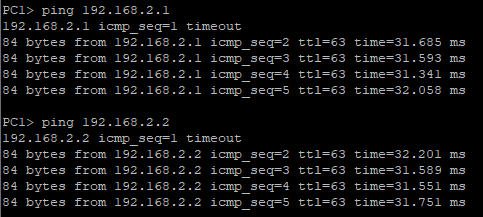 PC1> ping 192.168.2.1
192.168.2.1 icmp_seq=1 timeout
84 bytes from 192.168.2.1 icmp_seq=2 ttl=63 time=31.685 ms
84 bytes from 192.168.2.1 icmp_seq=3 ttl=63 time=31.593 ms
84 bytes from 192.168.2.1 icmp_seq=4 ttl=63 time=31.341 ms
84 bytes from 192.168.2.1 icmp_seq=5 ttl=63 time=32.058 ms

PC1> ping 192.168.2.2
192.168.2.2 icmp_seq=1 timeout
84 bytes from 192.168.2.2 icmp_seq=2 ttl=63 time=32.201 ms
84 bytes from 192.168.2.2 icmp_seq=3 ttl=63 time=31.589 ms
84 bytes from 192.168.2.2 icmp_seq=4 ttl=63 time=31.551 ms
84 bytes from 192.168.2.2 icmp_seq=5 ttl=63 time=31.751 ms